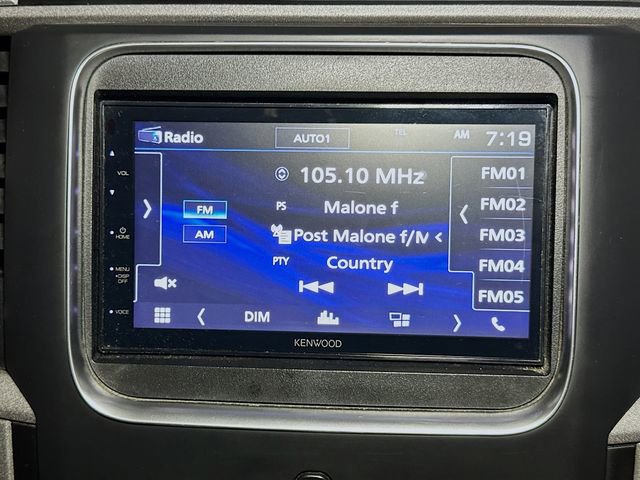 Radio AUTO1 TEL AM 7:19
105.10 MHz FM01
VOL
FM PS Malone f FM02
AM Post Malone f/M FM03
HOME
PTY Country FM04
MENU
•DISP
OFF
FM05
VOICE
DIM
KENWOOD